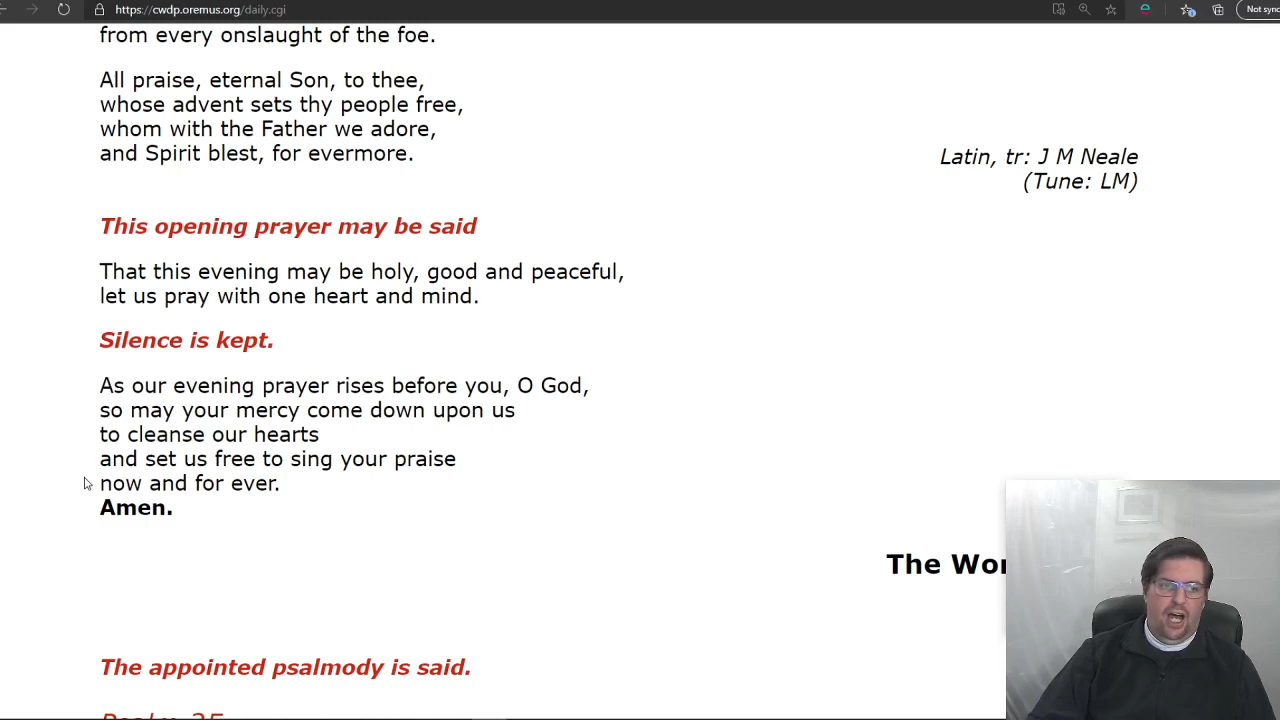 https://cwdp.oremus.org/daily.cgi
Not sync
from every onslaught of the foe.
All praise, eternal Son, to thee,
whose advent sets thy people free,
whom with the Father we adore,
and Spirit blest, for evermore.
Latin, tr: J M Neale
(Tune: LM)
This opening prayer may be said
That this evening may be holy, good and peaceful,
let us pray with one heart and mind.
Silence is kept.
As our evening prayer rises before you, O God,
so may your mercy come down upon us
to cleanse our hearts
and set us free to sing your praise
now and for ever.
Amen.
The Wor
The appointed psalmody is said.
Psalm 25